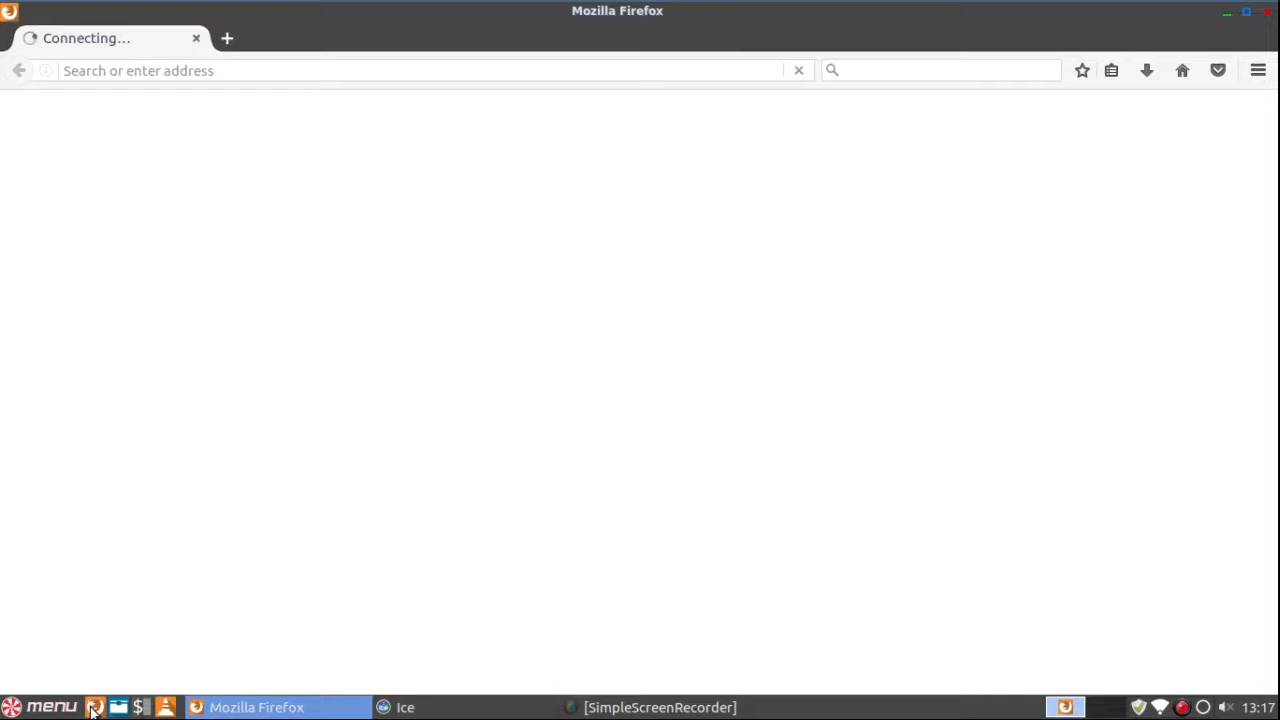 Mozilla Firefox
Connecting...
Search or enter address
menu
$
Mozilla Firefox
Ice
[SimpleScreenRecorder]
13:17